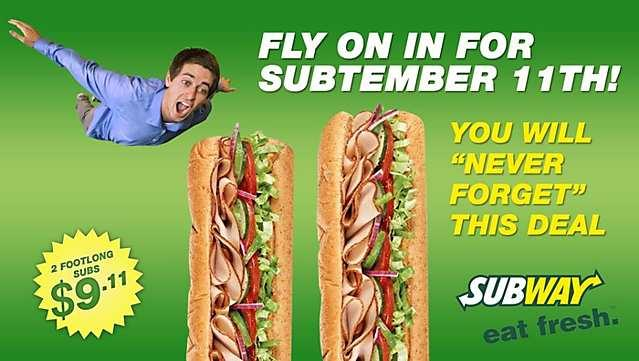 FLY ON IN FOR
SUBTEMBER 11TH!
YOU WILL
“NEVER
FORGET”
THIS DEAL
2 FOOTLONG
SUBS
$9.11
SUBWAY
eat fresh.